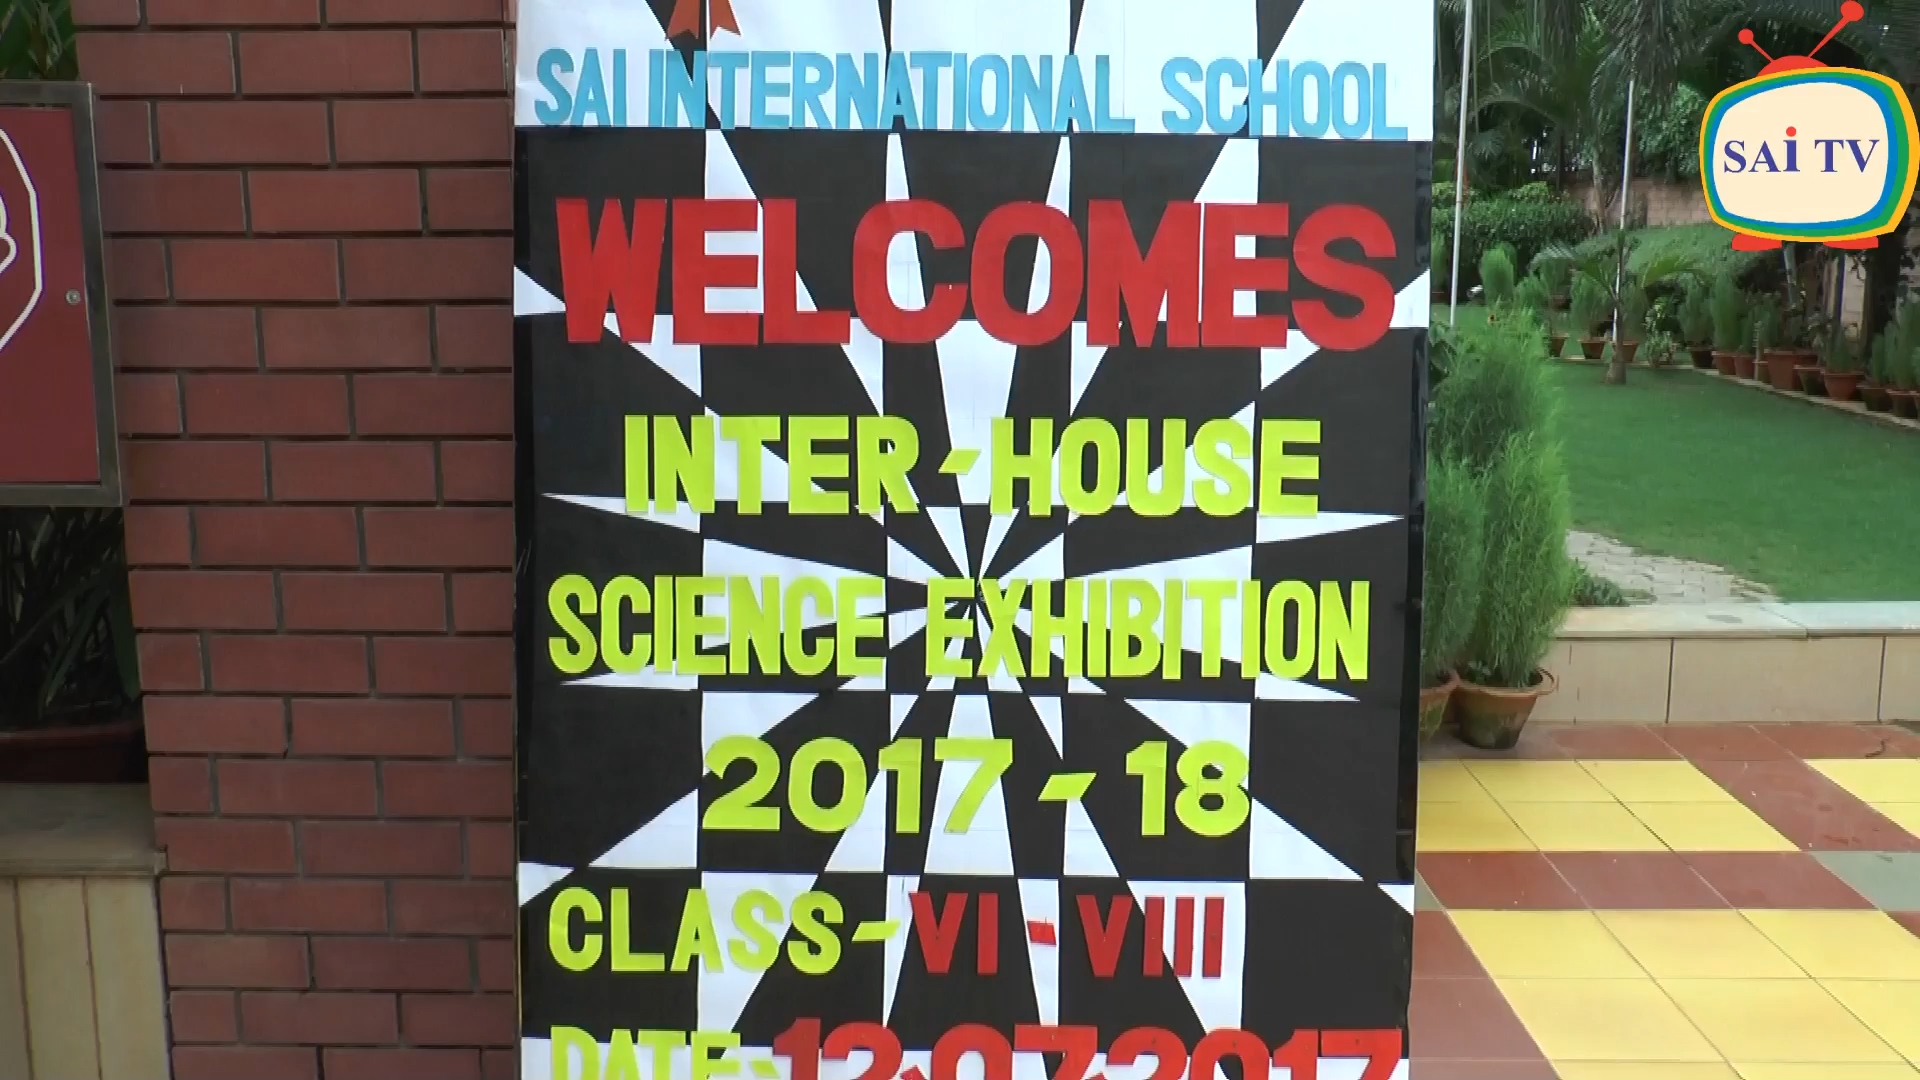 SAI INTERNATIONAL SCHOOL
WELCOMES
INTER-HOUSE
SCIENCE EXHIBITION
2017-18
CLASS-VI-VIII
DATE-12.07.2017
SAi TV